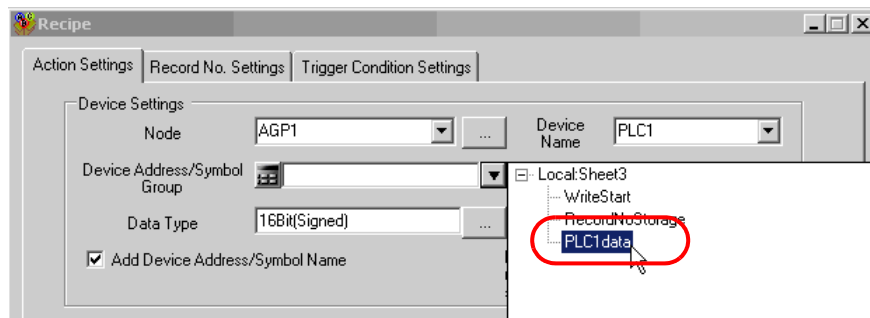 Recipe
Action Settings Record No. Settings Trigger Condition Settings
Device Settings
Node AGP1 ... Device Name PLC1
Device Address/Symbol Group
Local:Sheet3
WriteStart
RecordNoStorage
PLC1data
Data Type 16Bit(Signed) ...
Add Device Address/Symbol Name